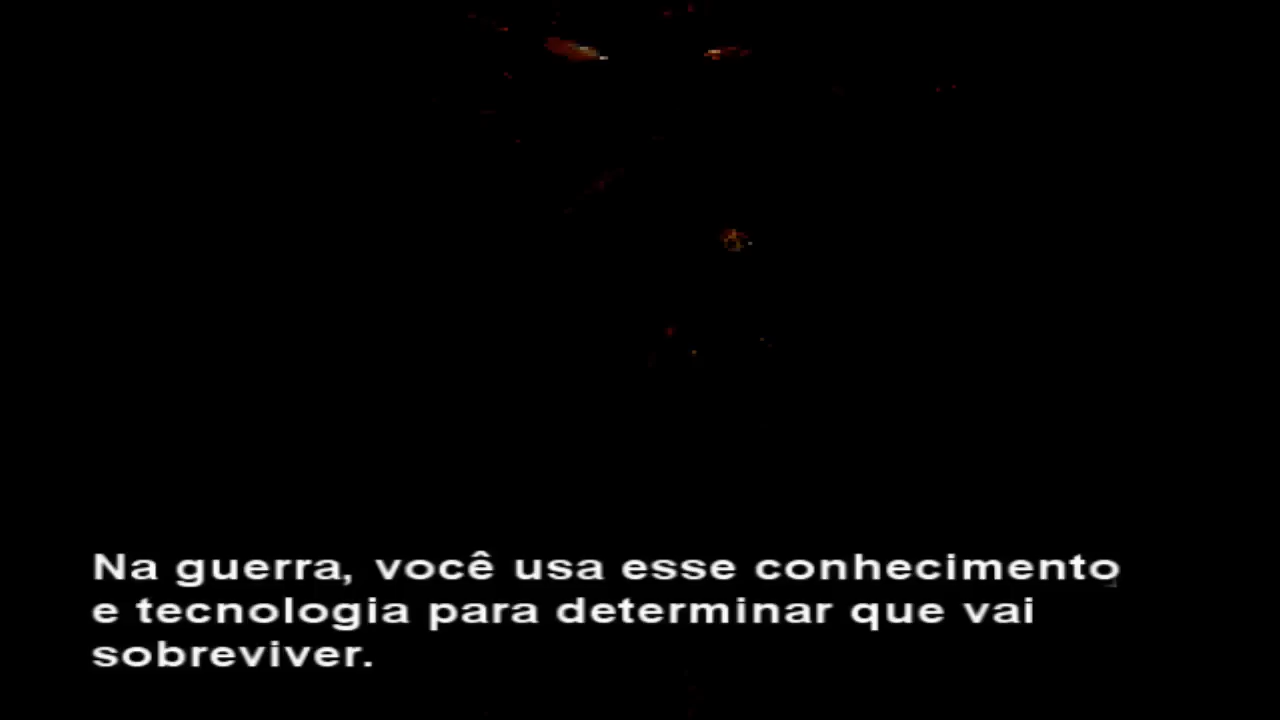 Na guerra, você usa esse conhecimento
e tecnologia para determinar que vai
sobreviver.